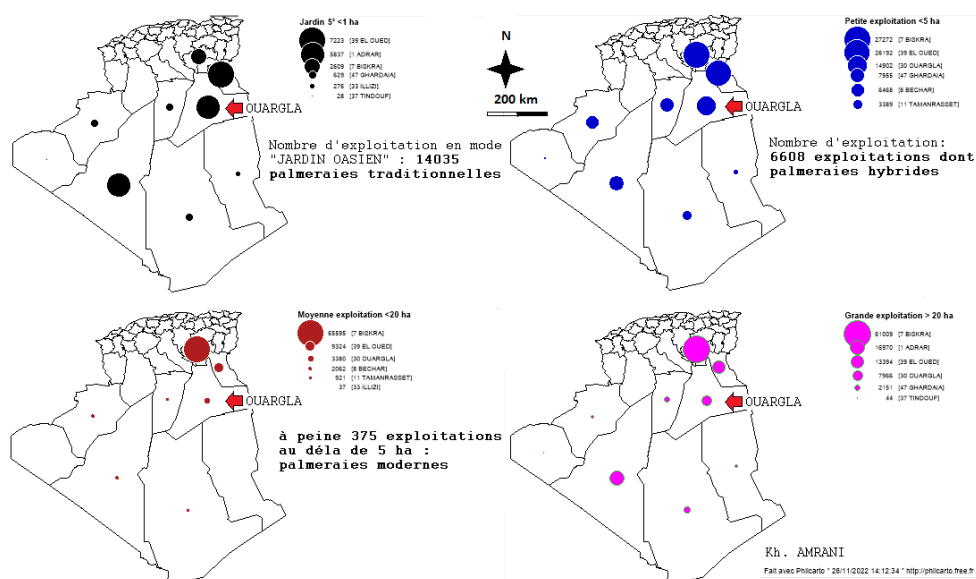 Jardin S° <1 ha
7223 [39 EL OUED]
5837 [1 ADRAR]
2609 [7 BISKRA]
629 [47 GHARDAIA]
276 [33 ILLIZI]
28 [37 TINDOUF]
OUARGLA
Nombre d'exploitation en mode
"JARDIN OASIEN" : 14035
palmeraies traditionnelles
N
200 km
Petite exploitation <5 ha
27272 [7 BISKRA]
26192 [39 EL OUED]
14902 [30 OUARGLA]
7955 [47 GHARDAIA]
6468 [8 BECHAR]
3389 [11 TAMANRASSET]
OUARGLA
Nombre d'exploitation:
6608 exploitations dont
palmeraies hybrides
Moyenne exploitation <20 ha
65595 [7 BISKRA]
9324 [39 EL OUED]
3380 [30 OUARGLA]
2062 [8 BECHAR]
921 [11 TAMANRASSET]
37 [33 ILLIZI]
OUARGLA
à peine 375 exploitations
au déla de 5 ha :
palmeraies modernes
Grande exploitation > 20 ha
61009 [7 BISKRA]
16970 [1 ADRAR]
13394 [39 EL OUED]
7966 [30 OUARGLA]
2151 [47 GHARDAIA]
44 [37 TINDOUF]
OUARGLA
Kh. AMRANI
Fait avec Philcarto * 28/11/2022 14:12:34 * http://philcarto.free.fr